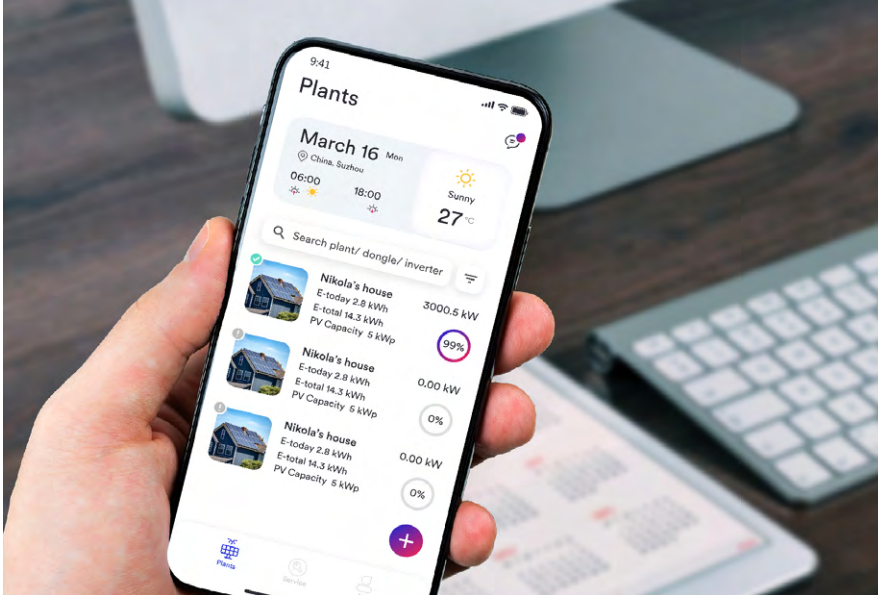 9:41
Plants
March 16 Mon
China, Suzhou
06:00
18:00
Sunny
27 °C
Search plant/ dongle/ inverter
Nikola's house
E-today 2.8 kWh
E-total 14.3 kWh
PV Capacity 5 kWp
3000.5 kW
99%
Nikola's house
E-today 2.8 kWh
E-total 14.3 kWh
PV Capacity 5 kWp
0.00 kW
0%
Nikola's house
E-today 2.8 kWh
E-total 14.3 kWh
PV Capacity 5 kWp
0.00 kW
0%
+
Plants
Service